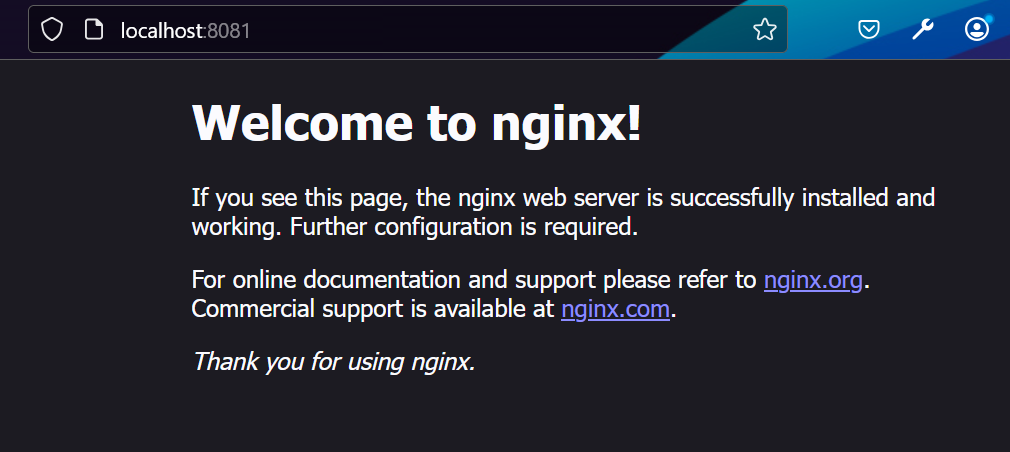 localhost:8081
Welcome to nginx!
If you see this page, the nginx web server is successfully installed and
working. Further configuration is required.
For online documentation and support please refer to nginx.org.
Commercial support is available at nginx.com.
Thank you for using nginx.